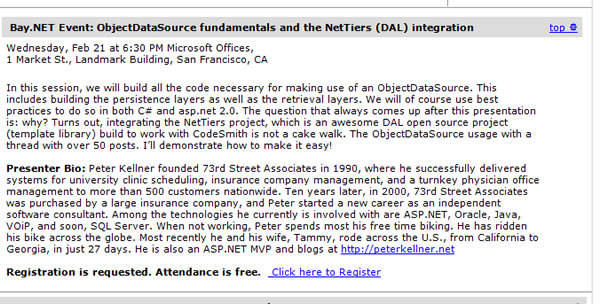 Bay.NET Event: ObjectDataSource fundamentals and the NetTiers (DAL) integration
top
Wednesday, Feb 21 at 6:30 PM Microsoft Offices,
1 Market St., Landmark Building, San Francisco, CA
In this session, we will build all the code necessary for making use of an ObjectDataSource. This
includes building the persistence layers as well as the retrieval layers. We will of course use best
practices to do so in both C# and asp.net 2.0. The question that always comes up after this presentation
is: why? Turns out, integrating the NetTiers project, which is an awesome DAL open source project
(template library) build to work with CodeSmith is not a cake walk. The ObjectDataSource usage with a
thread with over 50 posts. I'll demonstrate how to make it easy!
Presenter Bio: Peter Kellner founded 73rd Street Associates in 1990, where he successfully delivered
systems for university clinic scheduling, insurance company management, and a turnkey physician office
management to more than 500 customers nationwide. Ten years later, in 2000, 73rd Street Associates
was purchased by a large insurance company, and Peter started a new career as an independent
software consultant. Among the technologies he currently is involved with are ASP.NET, Oracle, Java,
VOiP, and soon, SQL Server. When not working, Peter spends most his free time biking. He has ridden
his bike across the globe. Most recently he and his wife, Tammy, rode across the U.S., from California to
Georgia, in just 27 days. He is also an ASP.NET MVP and blogs at http://peterkellner.net
Registration is requested. Attendance is free. Click here to Register